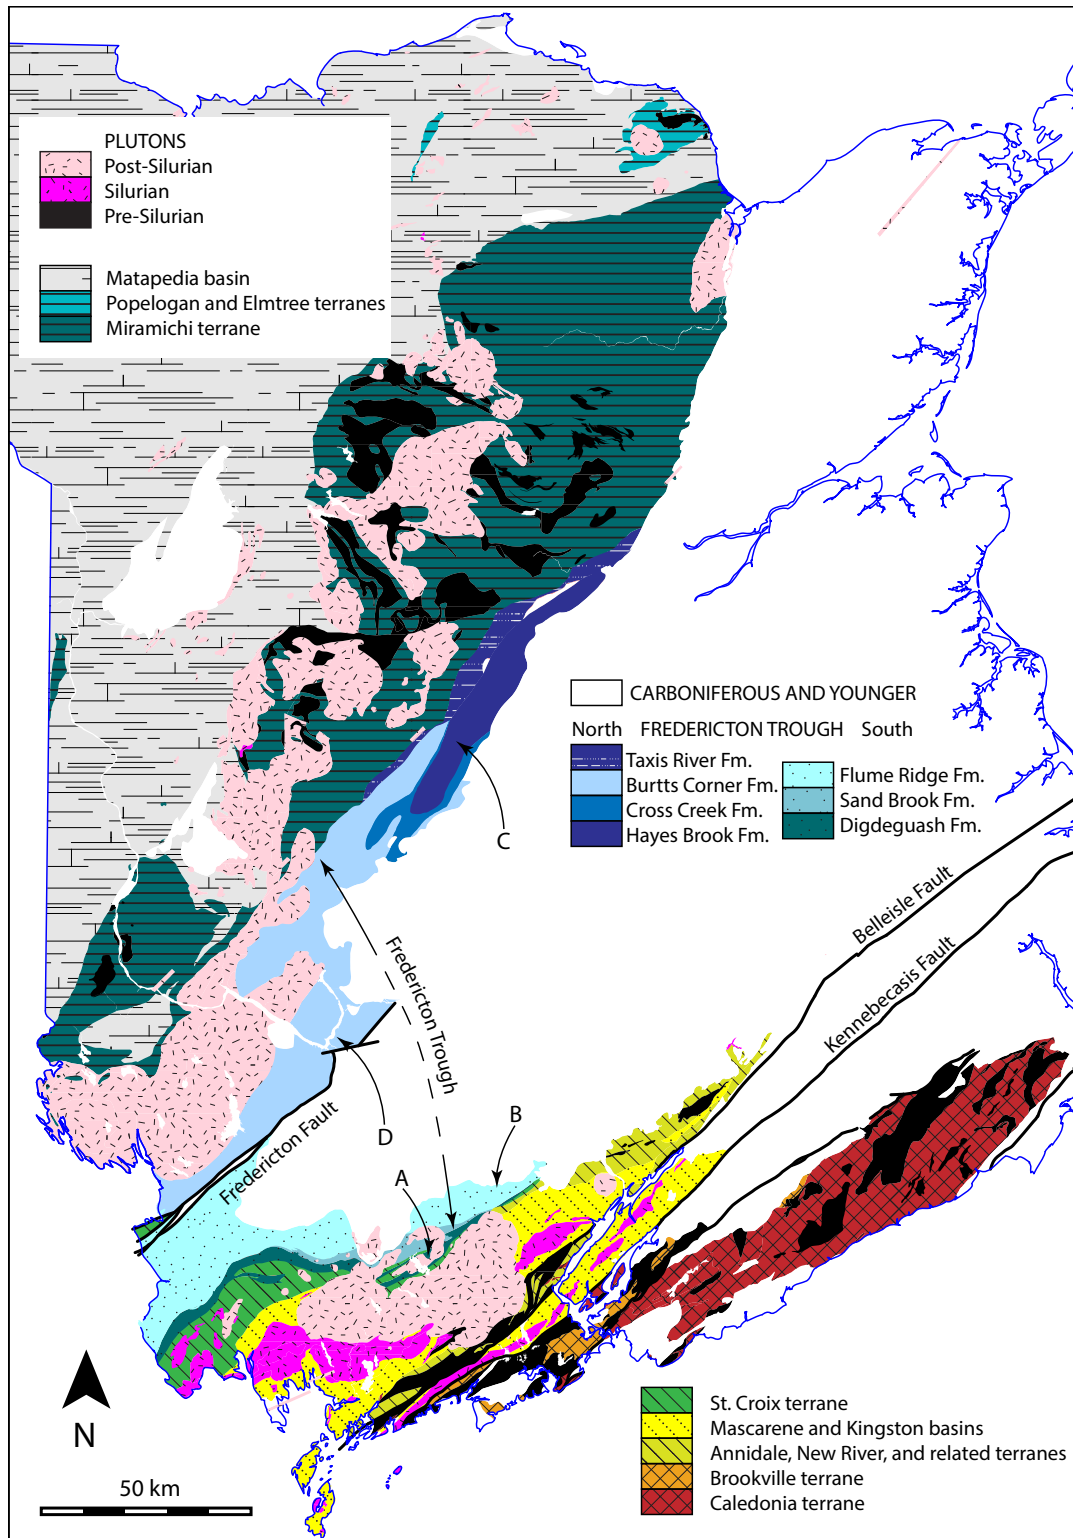 PLUTONS
Post-Silurian
Silurian
Pre-Silurian
Matapedia basin
Popelogan and Elmtree terranes
Miramichi terrane
CARBONIFEROUS AND YOUNGER
North FREDERICTON TROUGH South
Taxis River Fm.
Burtts Corner Fm.
Cross Creek Fm.
Hayes Brook Fm.
Flume Ridge Fm.
Sand Brook Fm.
Digdeguash Fm.
C
Belleisle Fault
Kennebecasis Fault
Fredericton Trough
Fredericton Fault
D
B
A
N
50 km
St. Croix terrane
Mascarene and Kingston basins
Annidale, New River, and related terranes
Brookville terrane
Caledonia terrane